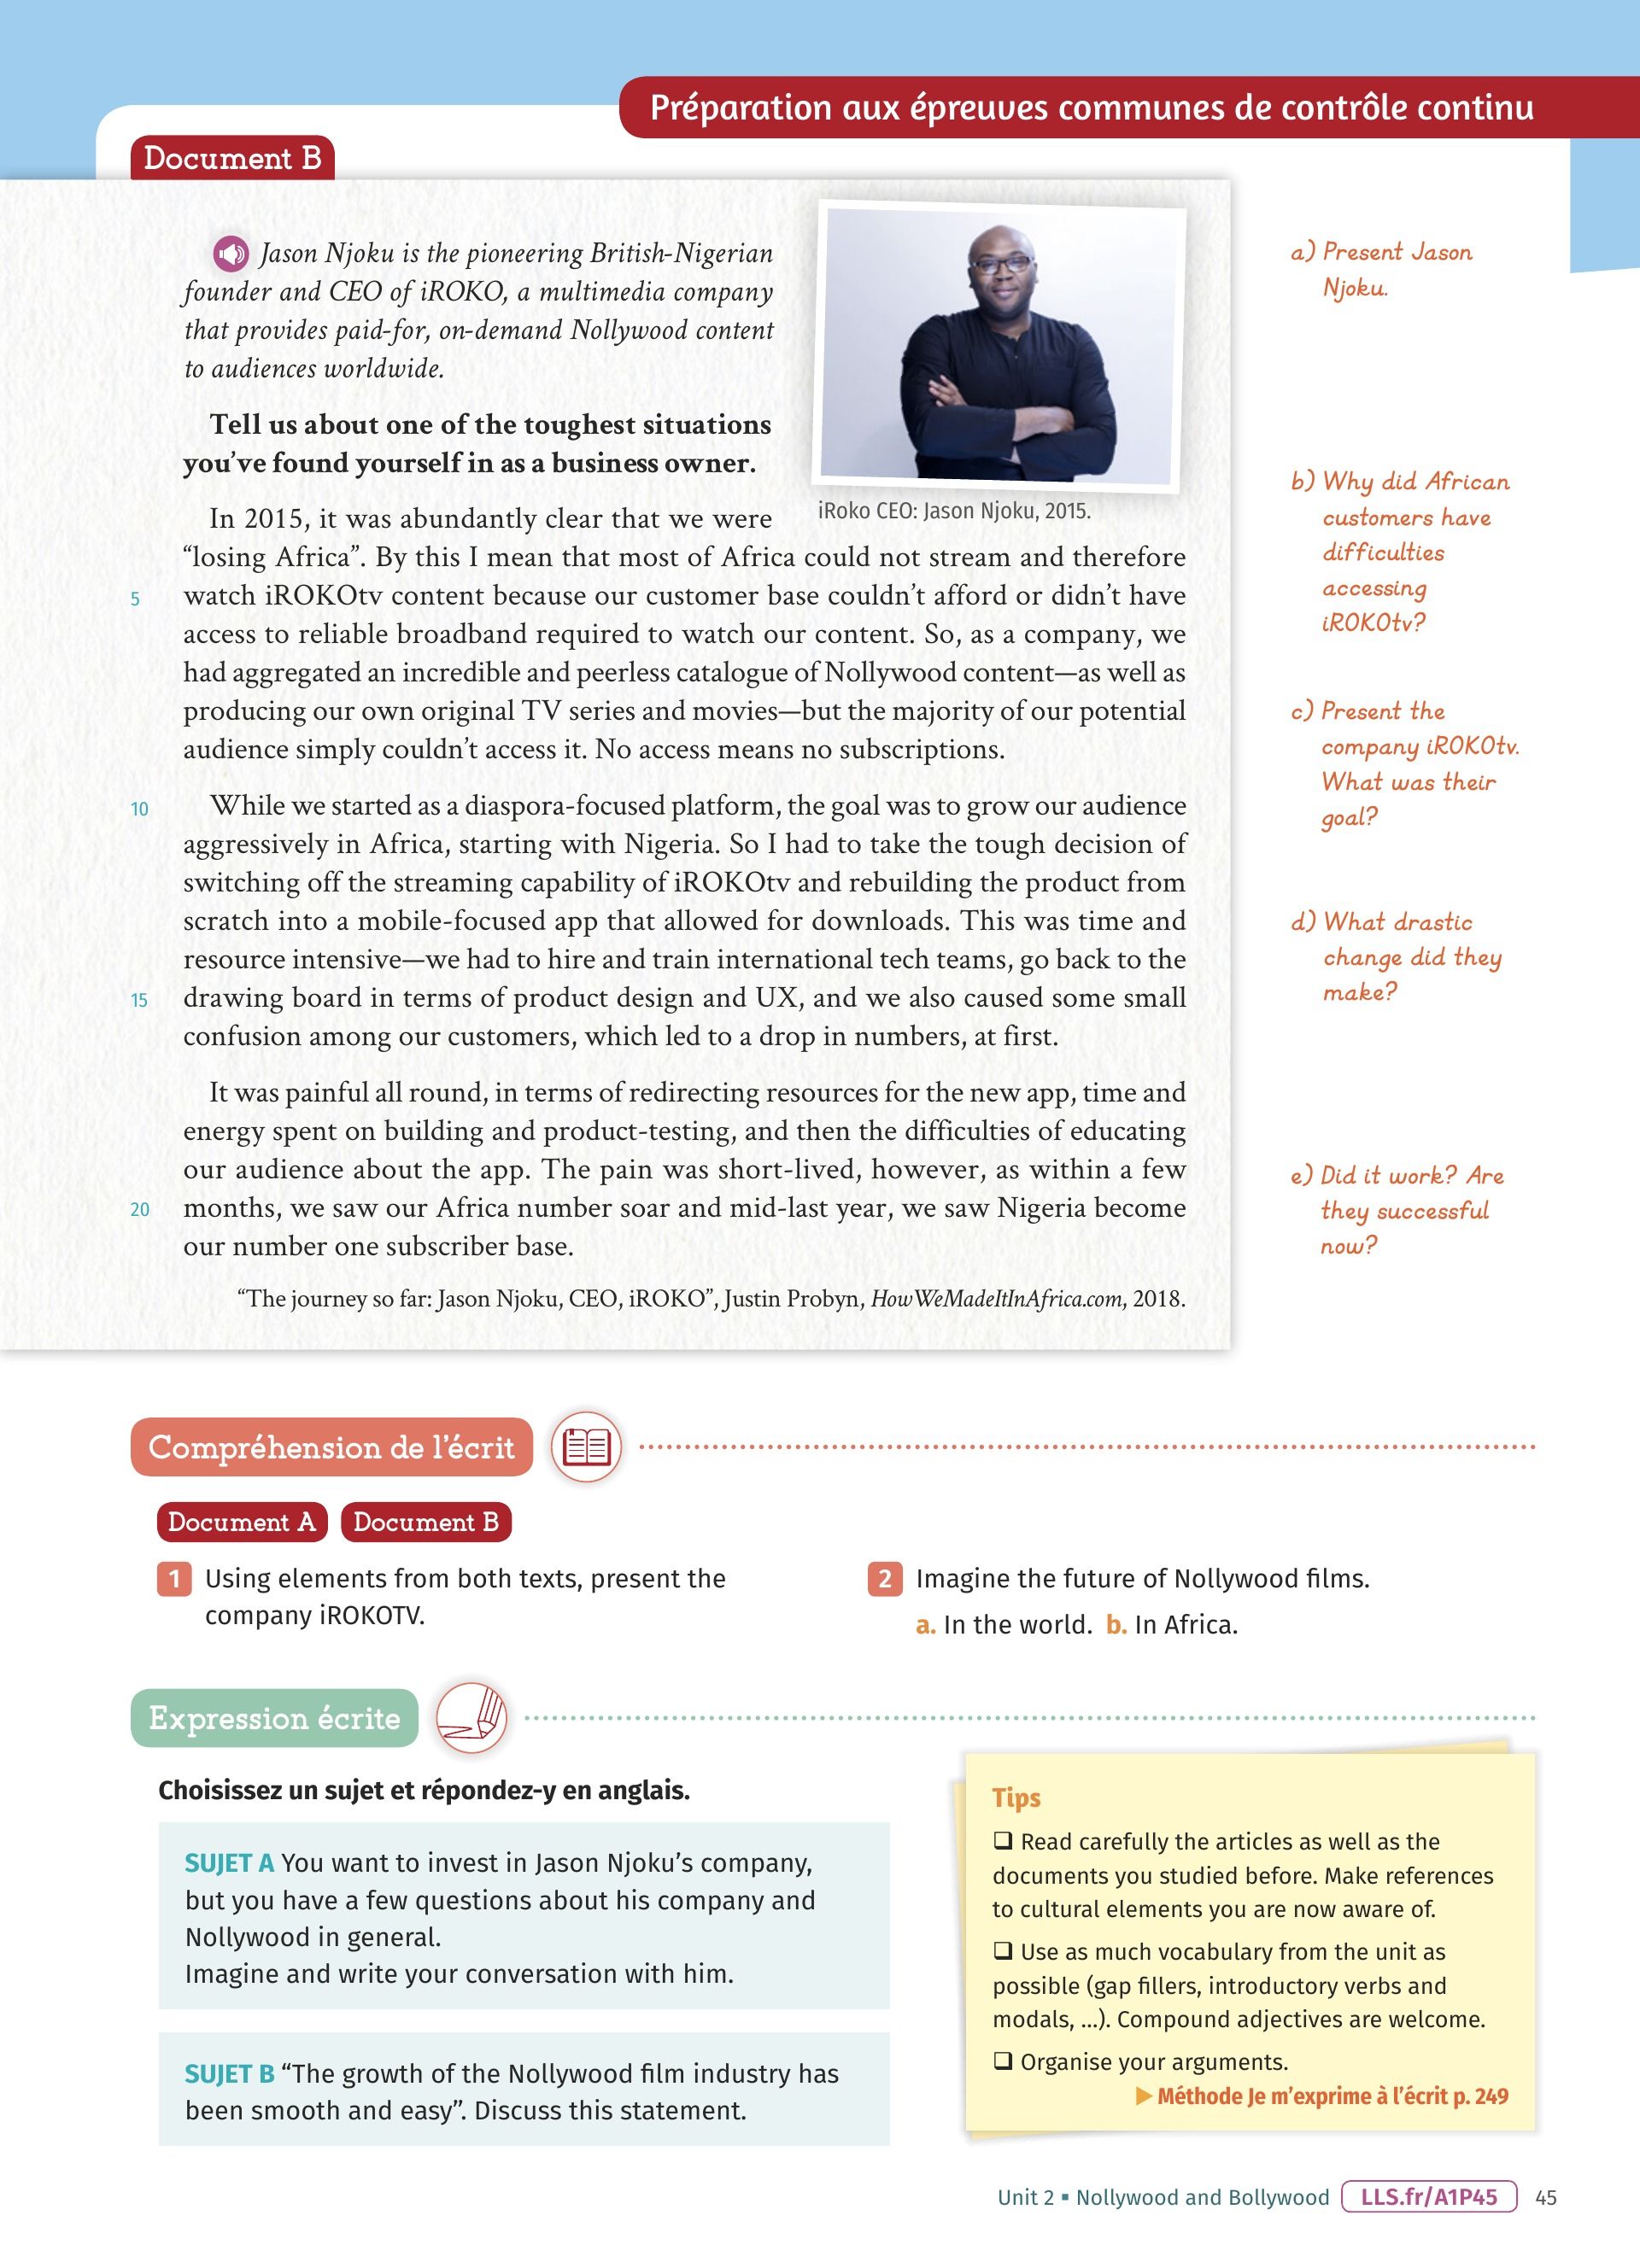 Préparation aux épreuves communes de contrôle continu
Document B
Jason Njoku is the pioneering British-Nigerian
founder and CEO of iROKO, a multimedia company
that provides paid-for, on-demand Nollywood content
to audiences worldwide.
Tell us about one of the toughest situations
you've found yourself in as a business owner.
iRoko CEO: Jason Njoku, 2015.
In 2015, it was abundantly clear that we were
“losing Africa”. By this I mean that most of Africa could not stream and therefore
5 watch iROKOtv content because our customer base couldn't afford or didn't have
access to reliable broadband required to watch our content. So, as a company, we
had aggregated an incredible and peerless catalogue of Nollywood content—as well as
producing our own original TV series and movies—but the majority of our potential
audience simply couldn't access it. No access means no subscriptions.
10 While we started as a diaspora-focused platform, the goal was to grow our audience
aggressively in Africa, starting with Nigeria. So I had to take the tough decision of
switching off the streaming capability of iROKOtv and rebuilding the product from
scratch into a mobile-focused app that allowed for downloads. This was time and
resource intensive—we had to hire and train international tech teams, go back to the
15 drawing board in terms of product design and UX, and we also caused some small
confusion among our customers, which led to a drop in numbers, at first.
It was painful all round, in terms of redirecting resources for the new app, time and
energy spent on building and product-testing, and then the difficulties of educating
our audience about the app. The pain was short-lived, however, as within a few
20 months, we saw our Africa number soar and mid-last year, we saw Nigeria become
our number one subscriber base.
“The journey so far: Jason Njoku, CEO, iROKO”, Justin Probyn, HowWeMadeItInAfrica.com, 2018.
a) Present Jason
Njoku.
b) Why did African
customers have
difficulties
accessing
iROKOtv?
c) Present the
company iROKOtv.
What was their
goal?
d) What drastic
change did they
make?
e) Did it work? Are
they successful
now?
Compréhension de l'écrit
Document A Document B
1 Using elements from both texts, present the
company iROKOTV.
2 Imagine the future of Nollywood films.
a. In the world. b. In Africa.
Expression écrite
Choisissez un sujet et répondez-y en anglais.
SUJET A You want to invest in Jason Njoku's company,
but you have a few questions about his company and
Nollywood in general.
Imagine and write your conversation with him.
SUJET B “The growth of the Nollywood film industry has
been smooth and easy”. Discuss this statement.
Tips
❑ Read carefully the articles as well as the
documents you studied before. Make references
to cultural elements you are now aware of.
❑ Use as much vocabulary from the unit as
possible (gap fillers, introductory verbs and
modals, ...). Compound adjectives are welcome.
❑ Organise your arguments.
▶ Méthode Je m'exprime à l'écrit p. 249
Unit 2 ▪ Nollywood and Bollywood LLS.fr/A1P45 45